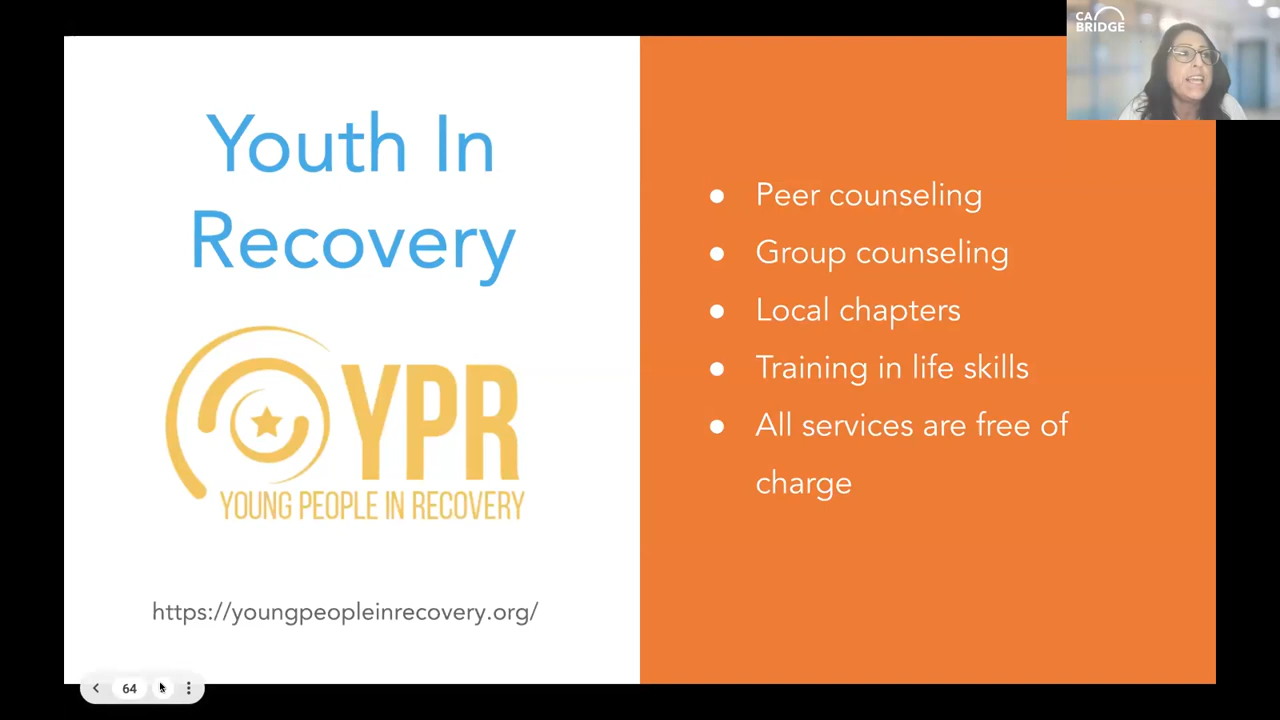 CA
BRIDGE
Youth In
Recovery
YPR
YOUNG PEOPLE IN RECOVERY
https://youngpeopleinrecovery.org/
● Peer counseling
● Group counseling
● Local chapters
● Training in life skills
● All services are free of
charge
64